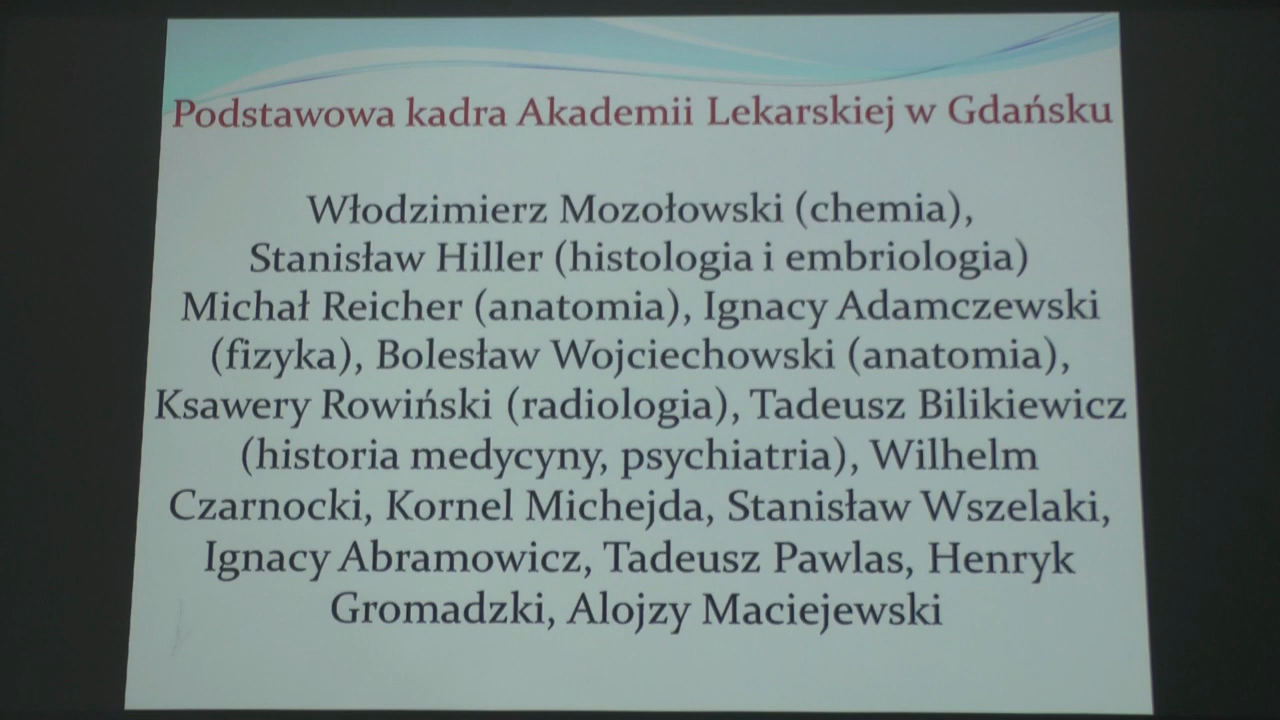 Podstawowa kadra Akademii Lekarskiej w Gdańsku
Włodzimierz Mozołowski (chemia),
Stanisław Hiller (histologia i embriologia)
Michał Reicher (anatomia), Ignacy Adamczewski
(fizyka), Bolesław Wojciechowski (anatomia),
Ksawery Rowiński (radiologia), Tadeusz Bilikiewicz
(historia medycyny, psychiatria), Wilhelm
Czarnocki, Kornel Michejda, Stanisław Wszelaki,
Ignacy Abramowicz, Tadeusz Pawlas, Henryk
Gromadzki, Alojzy Maciejewski